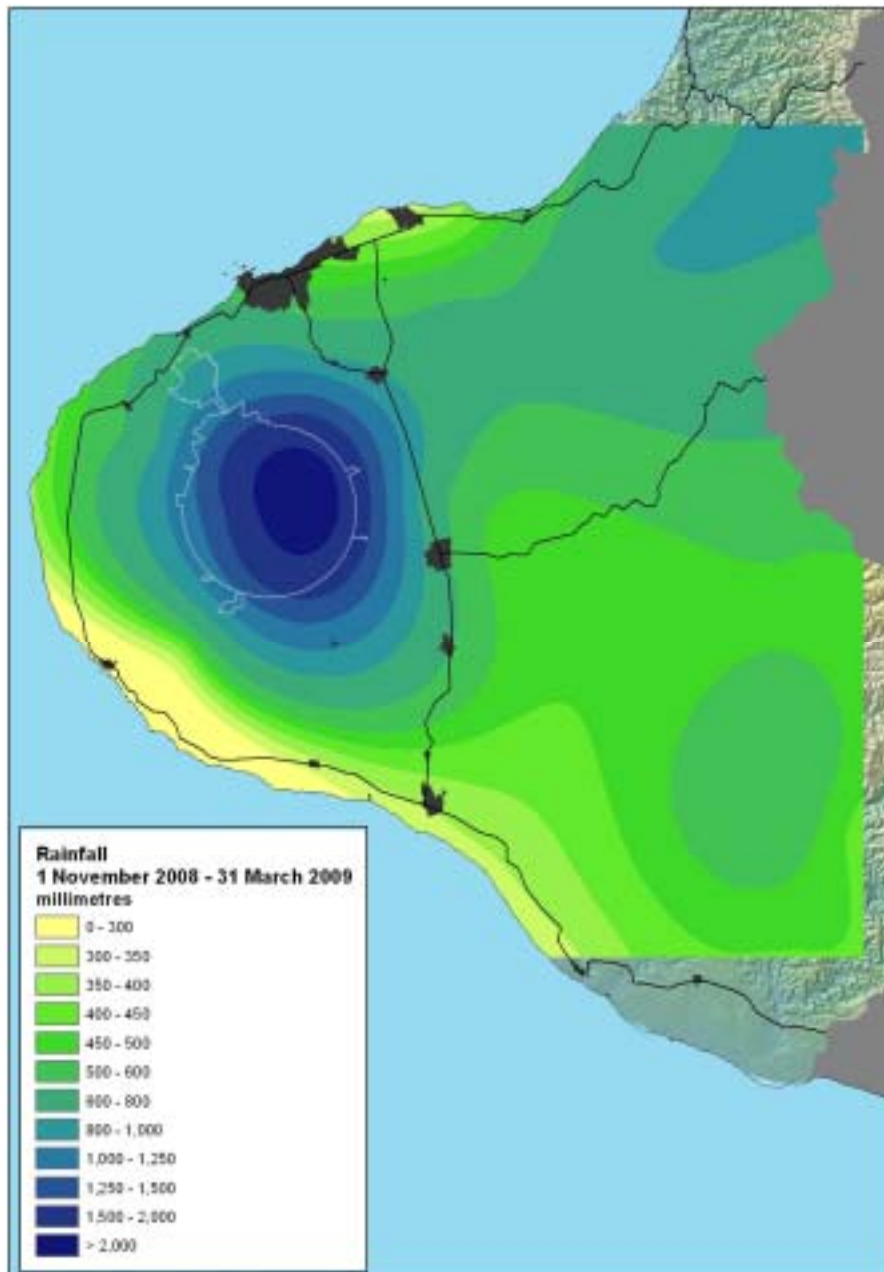 Rainfall
1 November 2008 - 31 March 2009
millimetres
0 - 300
300 - 350
350 - 400
400 - 450
450 - 500
500 - 600
600 - 800
800 - 1,000
1,000 - 1,250
1,250 - 1,500
1,500 - 2,000
> 2,000